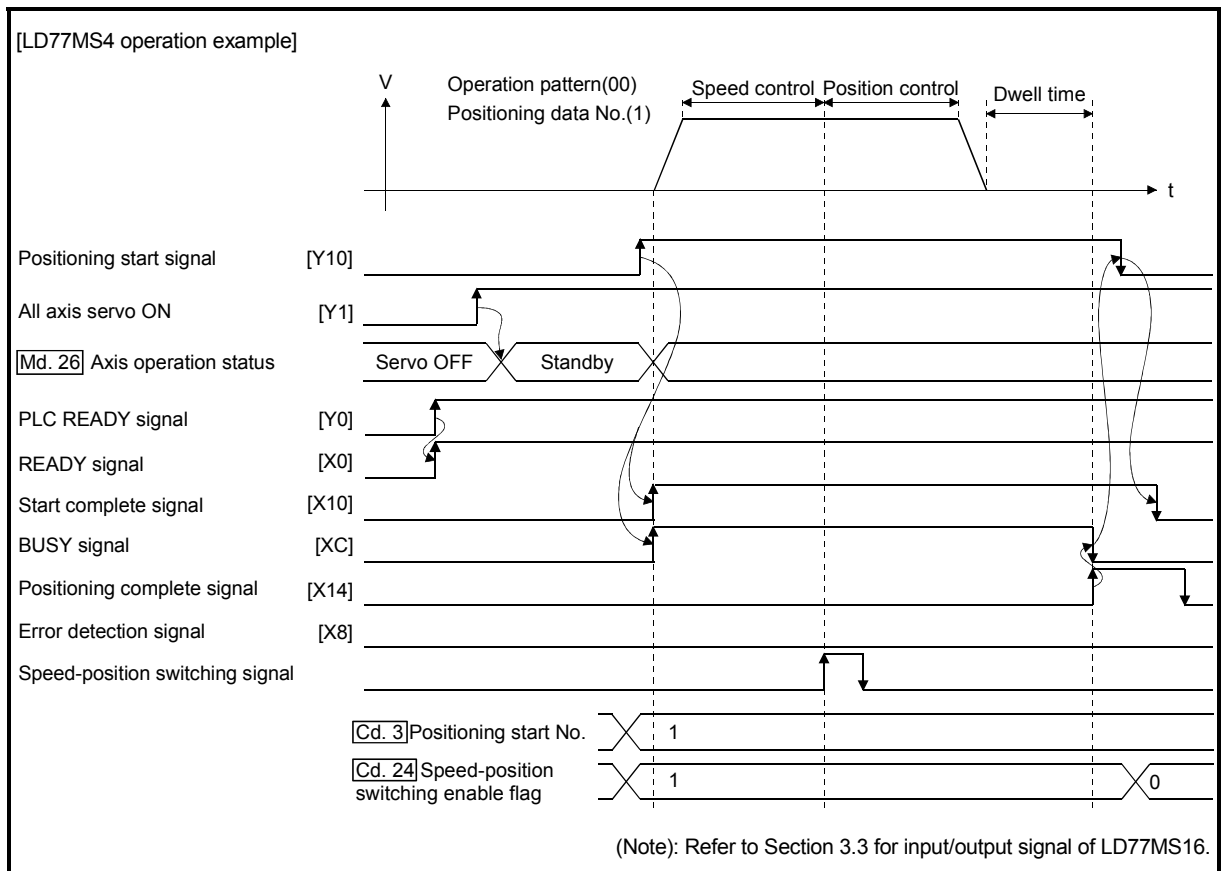 [LD77MS4 operation example]
V
Operation pattern(00)
Positioning data No.(1)
Speed control
Position control
Dwell time
t
Positioning start signal [Y10]
All axis servo ON [Y1]
Md. 26 Axis operation status
Servo OFF
Standby
PLC READY signal [Y0]
READY signal [X0]
Start complete signal [X10]
BUSY signal [XC]
Positioning complete signal [X14]
Error detection signal [X8]
Speed-position switching signal
Cd. 3 Positioning start No. 1
Cd. 24 Speed-position
switching enable flag
1
0
(Note): Refer to Section 3.3 for input/output signal of LD77MS16.